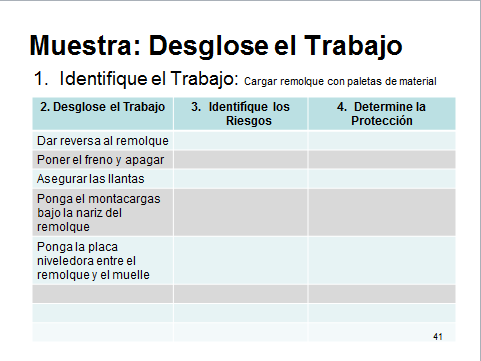 Muestra: Desglose el Trabajo
1. Identifique el Trabajo: Cargar remolque con paletas de material
2. Desglose el Trabajo
3. Identifique los
Riesgos
4. Determine la
Protección
Dar reversa al remolque
Poner el freno y apagar
Asegurar las llantas
Ponga el montacargas
bajo la nariz del
remolque
Ponga la placa
niveledora entre el
remolque y el muelle
41